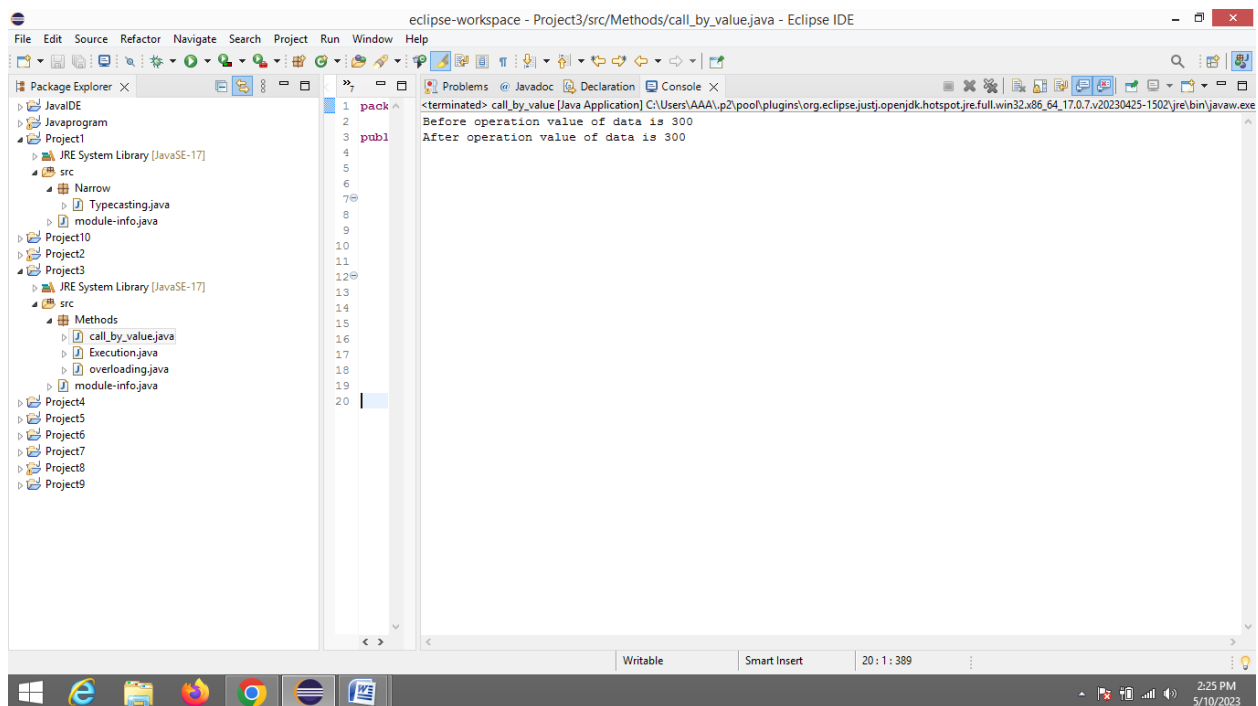 eclipse-workspace - Project3/src/Methods/call_by_value.java - Eclipse IDE
File Edit Source Refactor Navigate Search Project Run Window Help
Package Explorer
JavaIDE
Javaprogram
Project1
JRE System Library [JavaSE-17]
src
Narrow
Typecasting.java
module-info.java
Project10
Project2
Project3
JRE System Library [JavaSE-17]
src
Methods
call_by_value.java
Execution.java
overloading.java
module-info.java
Project4
Project5
Project6
Project7
Project8
Project9
»7
1 pack
2
3 publ
4
5
6
7
8
9
10
11
12
13
14
15
16
17
18
19
20
Problems @ Javadoc Declaration Console
<terminated> call_by_value [Java Application] C:\Users\AAA\.p2\pool\plugins\org.eclipse.justj.openjdk.hotspot.jre.full.win32.x86_64_17.0.7.v20230425-1502\jre\bin\javaw.exe
Before operation value of data is 300
After operation value of data is 300
Writable Smart Insert 20 : 1 : 389
2:25 PM
5/10/2023